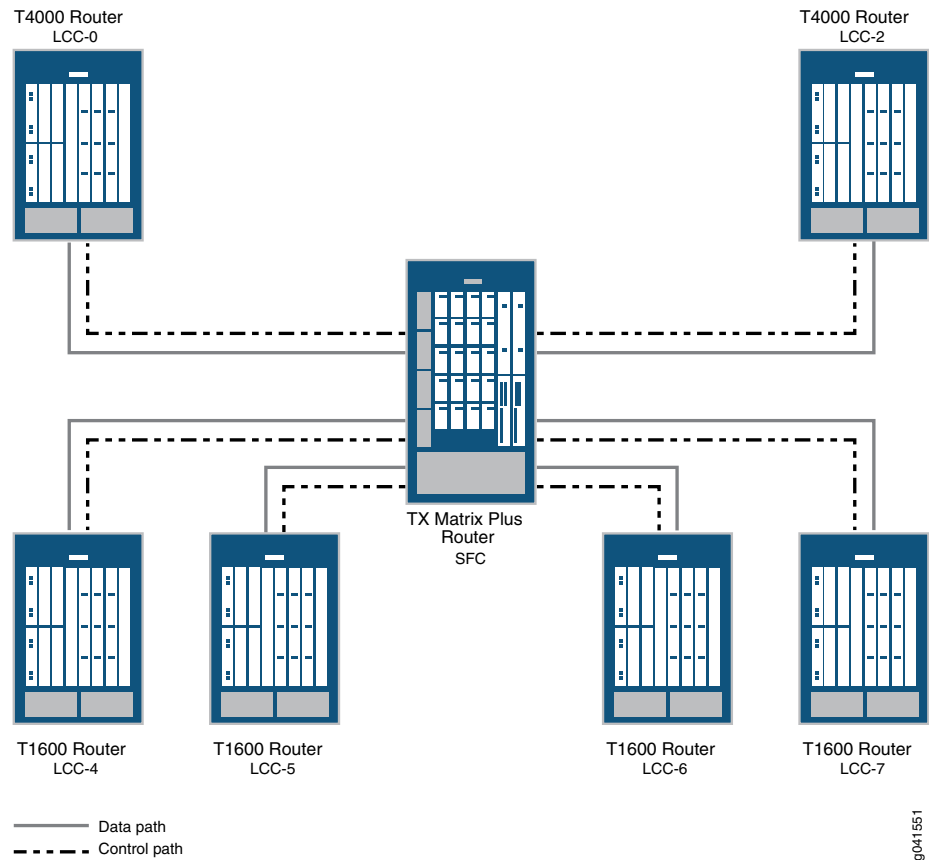 T4000 Router
LCC-0
T4000 Router
LCC-2
TX Matrix Plus
Router
SFC
T1600 Router
LCC-4
T1600 Router
LCC-5
T1600 Router
LCC-6
T1600 Router
LCC-7
Data path
Control path
g041551